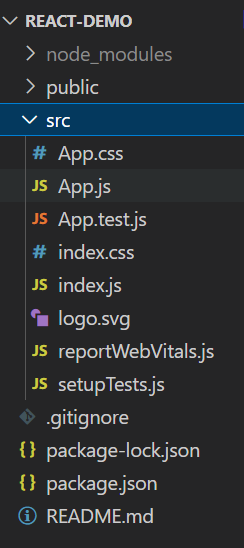 REACT-DEMO
node_modules
public
src
# App.css
JS App.js
JS App.test.js
# index.css
JS index.js
logo.svg
JS reportWebVitals.js
JS setupTests.js
.gitignore
{} package-lock.json
{} package.json
README.md